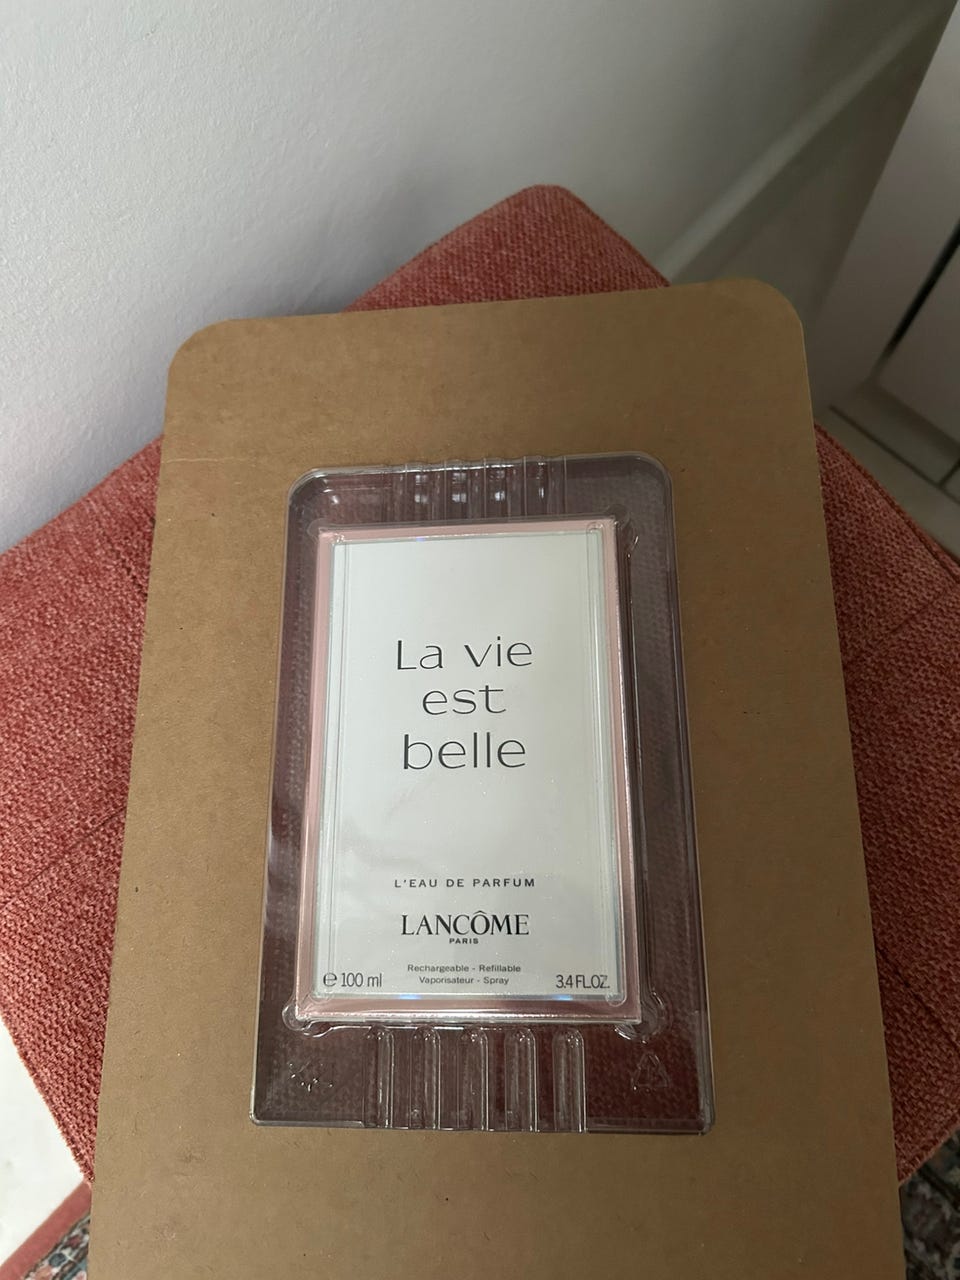 La vie
est
belle
L'EAU DE PARFUM
LANCÔME
PARIS
Rechargeable - Refillable
Vaporisateur - Spray
℮ 100 ml
3.4 FL.OZ.